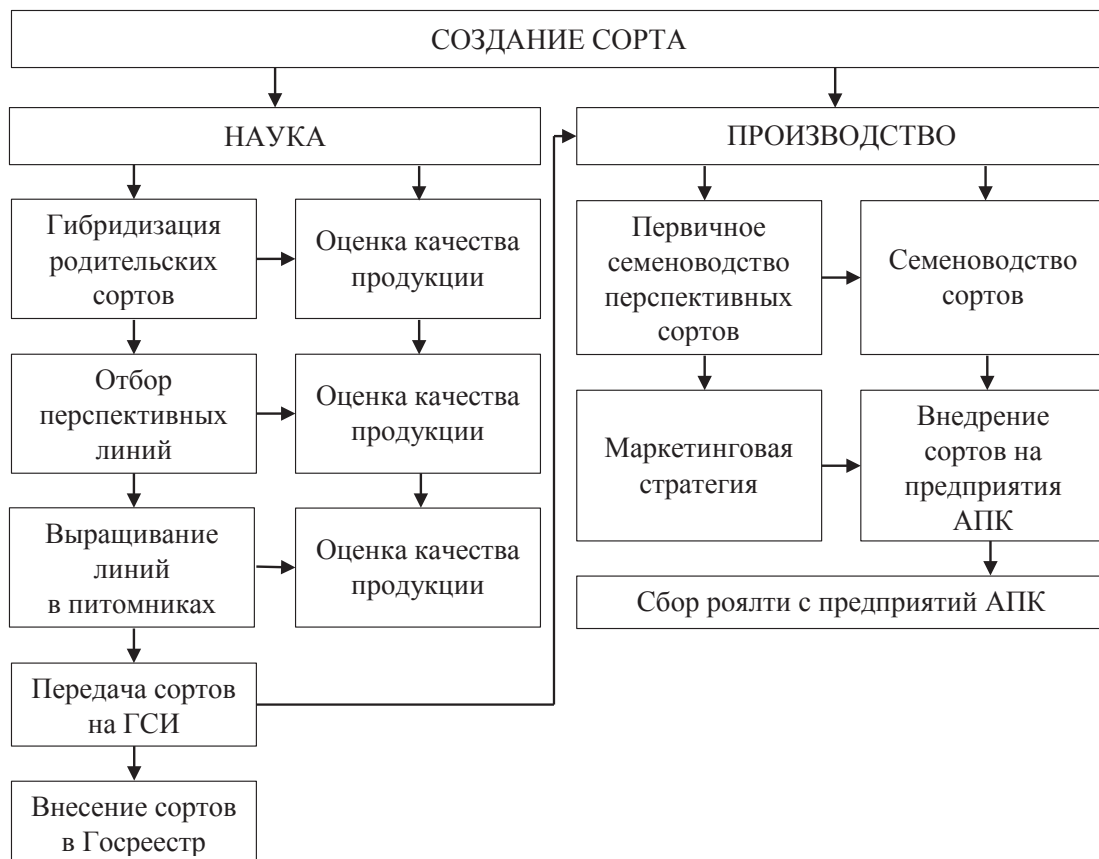 СОЗДАНИЕ СОРТА
НАУКА
ПРОИЗВОДСТВО
Гибридизация
родительских
сортов
Оценка качества
продукции
Отбор
перспективных
линий
Оценка качества
продукции
Выращивание
линий
в питомниках
Оценка качества
продукции
Передача сортов
на ГСИ
Внесение сортов
в Госреестр
Первичное
семеноводство
перспективных
сортов
Семеноводство
сортов
Маркетинговая
стратегия
Внедрение
сортов на
предприятия
АПК
Сбор роялти с предприятий АПК